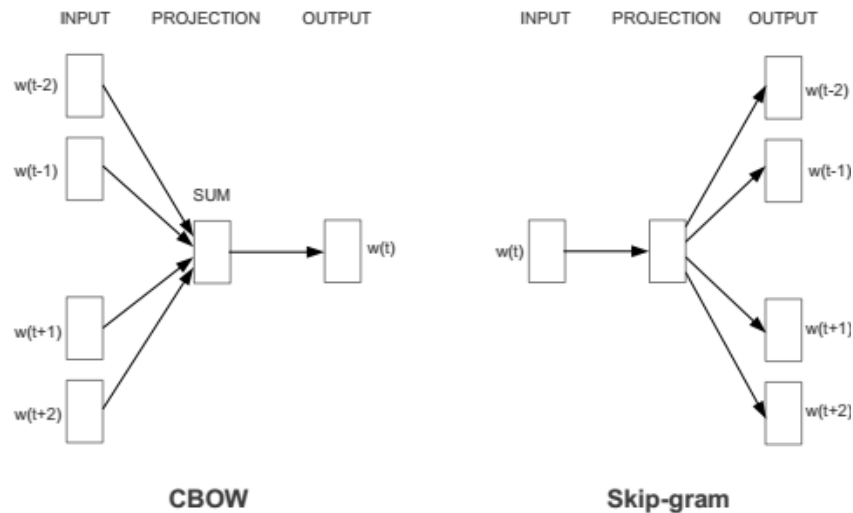 INPUT PROJECTION OUTPUT
w(t-2)
w(t-1)
SUM
w(t)
w(t+1)
w(t+2)
CBOW
INPUT PROJECTION OUTPUT
w(t-2)
w(t-1)
w(t)
w(t+1)
w(t+2)
Skip-gram